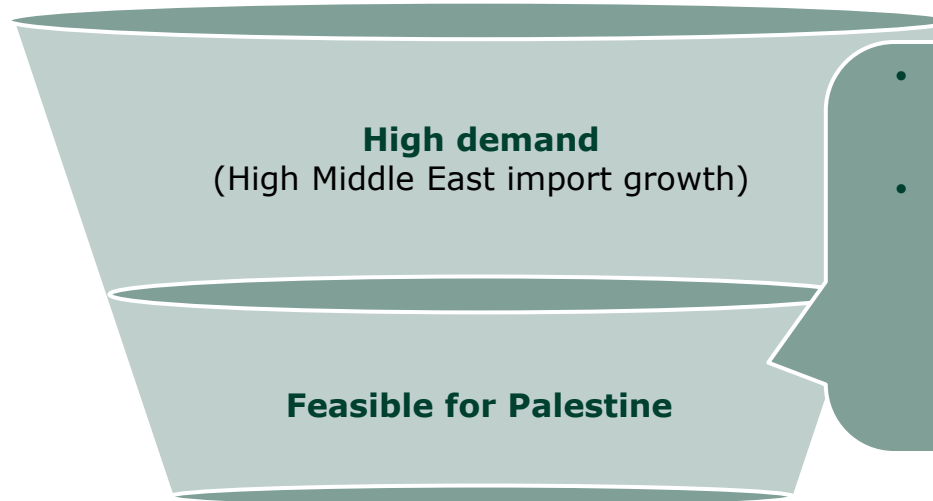 High demand
(High Middle East import growth)
•
•
Feasible for Palestine